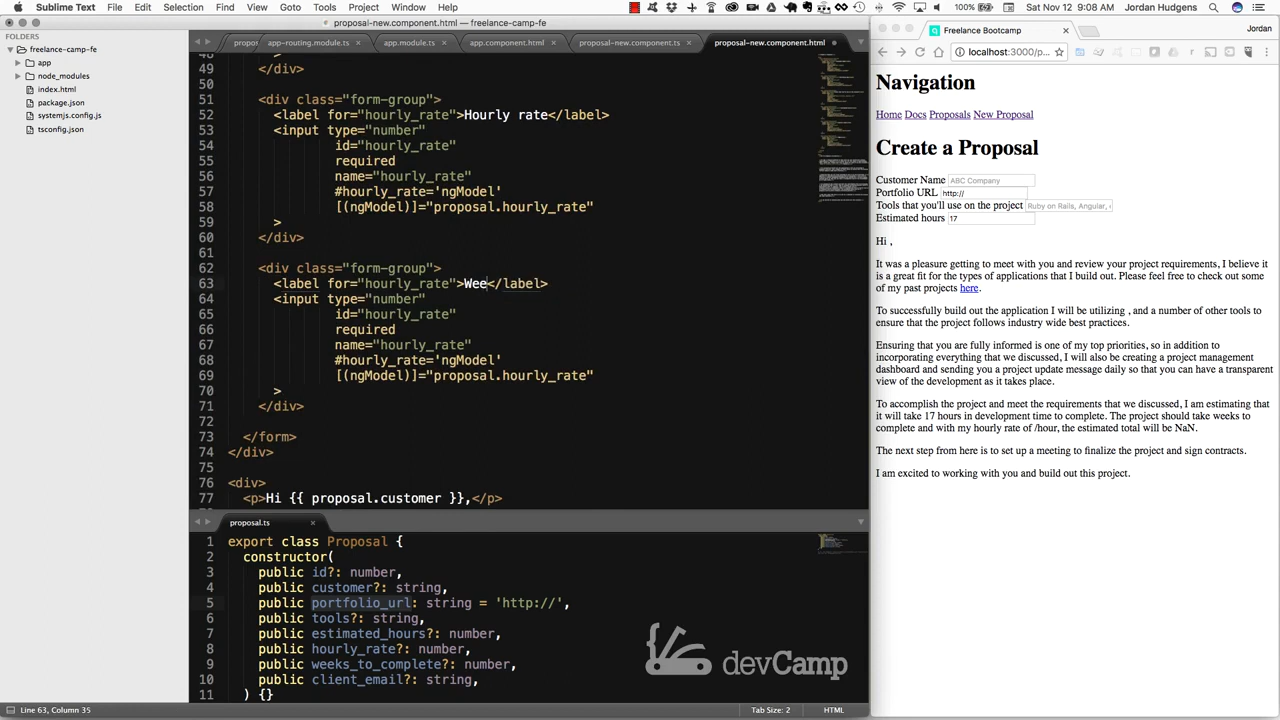 Sublime Text File Edit Selection Find View Goto Tools Project Window Help
100% Sat Nov 12 9:08 AM Jordan Hudgens
proposal-new.component.html — freelance-camp-fe
FOLDERS
freelance-camp-fe
app
node_modules
index.html
package.json
systemjs.config.js
tsconfig.json
propos app-routing.module.ts app.module.ts app.component.html proposal-new.component.ts proposal-new.component.html
48
49 </div>
50
51 <div class="form-group">
52 <label for="hourly_rate">Hourly rate</label>
53 <input type="number"
54 id="hourly_rate"
55 required
56 name="hourly_rate"
57 #hourly_rate='ngModel'
58 [(ngModel)]="proposal.hourly_rate"
59 >
60 </div>
61
62 <div class="form-group">
63 <label for="hourly_rate">Wee</label>
64 <input type="number"
65 id="hourly_rate"
66 required
67 name="hourly_rate"
68 #hourly_rate='ngModel'
69 [(ngModel)]="proposal.hourly_rate"
70 >
71 </div>
72
73 </form>
74 </div>
75
76 <div>
77 <p>Hi {{ proposal.customer }},</p>
proposal.ts
1 export class Proposal {
2 constructor(
3 public id?: number,
4 public customer?: string,
5 public portfolio_url: string = 'http://',
6 public tools?: string,
7 public estimated_hours?: number,
8 public hourly_rate?: number,
9 public weeks_to_complete?: number,
10 public client_email?: string,
11 ) {}
devCamp
Line 63, Column 35
Tab Size: 2 HTML
Freelance Bootcamp
Jordan
localhost:3000/p
Navigation
Home Docs Proposals New Proposal
Create a Proposal
Customer Name ABC Company
Portfolio URL http://
Tools that you'll use on the project Ruby on Rails, Angular,
Estimated hours 17
Hi ,
It was a pleasure getting to meet with you and review your project requirements, I believe it
is a great fit for the types of applications that I build out. Please feel free to check out some
of my past projects here.
To successfully build out the application I will be utilizing , and a number of other tools to
ensure that the project follows industry wide best practices.
Ensuring that you are fully informed is one of my top priorities, so in addition to
incorporating everything that we discussed, I will also be creating a project management
dashboard and sending you a project update message daily so that you can have a transparent
view of the development as it takes place.
To accomplish the project and meet the requirements that we discussed, I am estimating that
it will take 17 hours in development time to complete. The project should take weeks to
complete and with my hourly rate of /hour, the estimated total will be NaN.
The next step from here is to set up a meeting to finalize the project and sign contracts.
I am excited to working with you and build out this project.